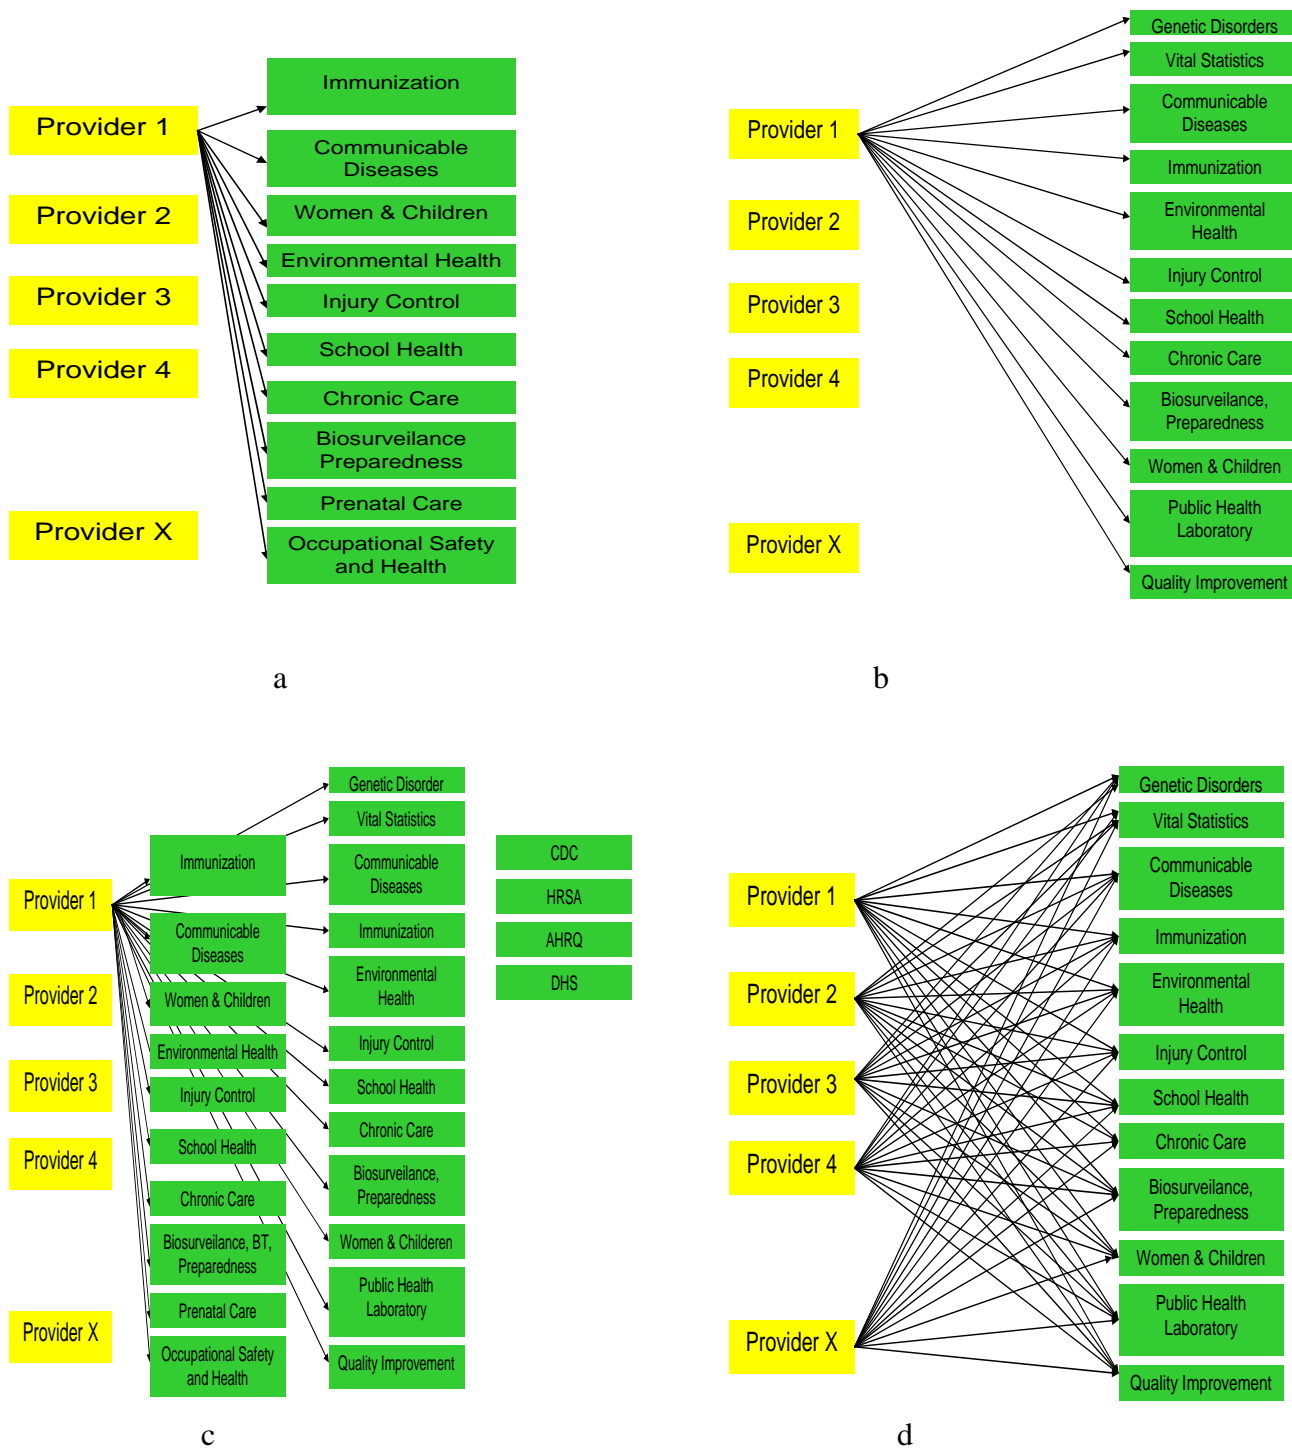 Provider 1
Provider 2
Provider 3
Provider 4
Provider X
Immunization
Communicable
Diseases
Women & Children
Environmental Health
Injury Control
School Health
Chronic Care
Biosurveilance
Preparedness
Prenatal Care
Occupational Safety
and Health
a
Provider 1
Provider 2
Provider 3
Provider 4
Provider X
Genetic Disorders
Vital Statistics
Communicable
Diseases
Immunization
Environmental
Health
Injury Control
School Health
Chronic Care
Biosurveilance,
Preparedness
Women & Children
Public Health
Laboratory
Quality Improvement
b
Provider 1
Provider 2
Provider 3
Provider 4
Provider X
Immunization
Communicable
Diseases
Women & Children
Environmental Health
Injury Control
School Health
Chronic Care
Biosurveilance, BT,
Preparedness
Prenatal Care
Occupational Safety
and Health
Genetic Disorder
Vital Statistics
Communicable
Diseases
Immunization
Environmental
Health
Injury Control
School Health
Chronic Care
Biosurveilance,
Preparedness
Women & Childeren
Public Health
Laboratory
Quality Improvement
CDC
HRSA
AHRQ
DHS
c
Provider 1
Provider 2
Provider 3
Provider 4
Provider X
Genetic Disorders
Vital Statistics
Communicable
Diseases
Immunization
Environmental
Health
Injury Control
School Health
Chronic Care
Biosurveilance,
Preparedness
Women & Children
Public Health
Laboratory
Quality Improvement
d